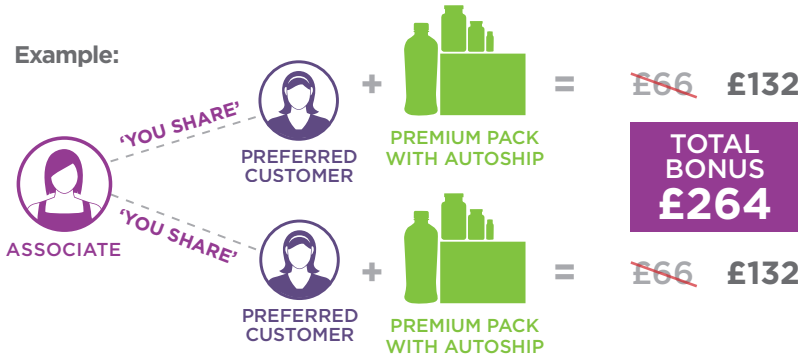 Example:
'YOU SHARE'
PREFERRED
CUSTOMER
+
PREMIUM PACK
WITH AUTOSHIP
=
£66 £132
ASSOCIATE
TOTAL
BONUS
£264
'YOU SHARE'
PREFERRED
CUSTOMER
+
PREMIUM PACK
WITH AUTOSHIP
=
£66 £132